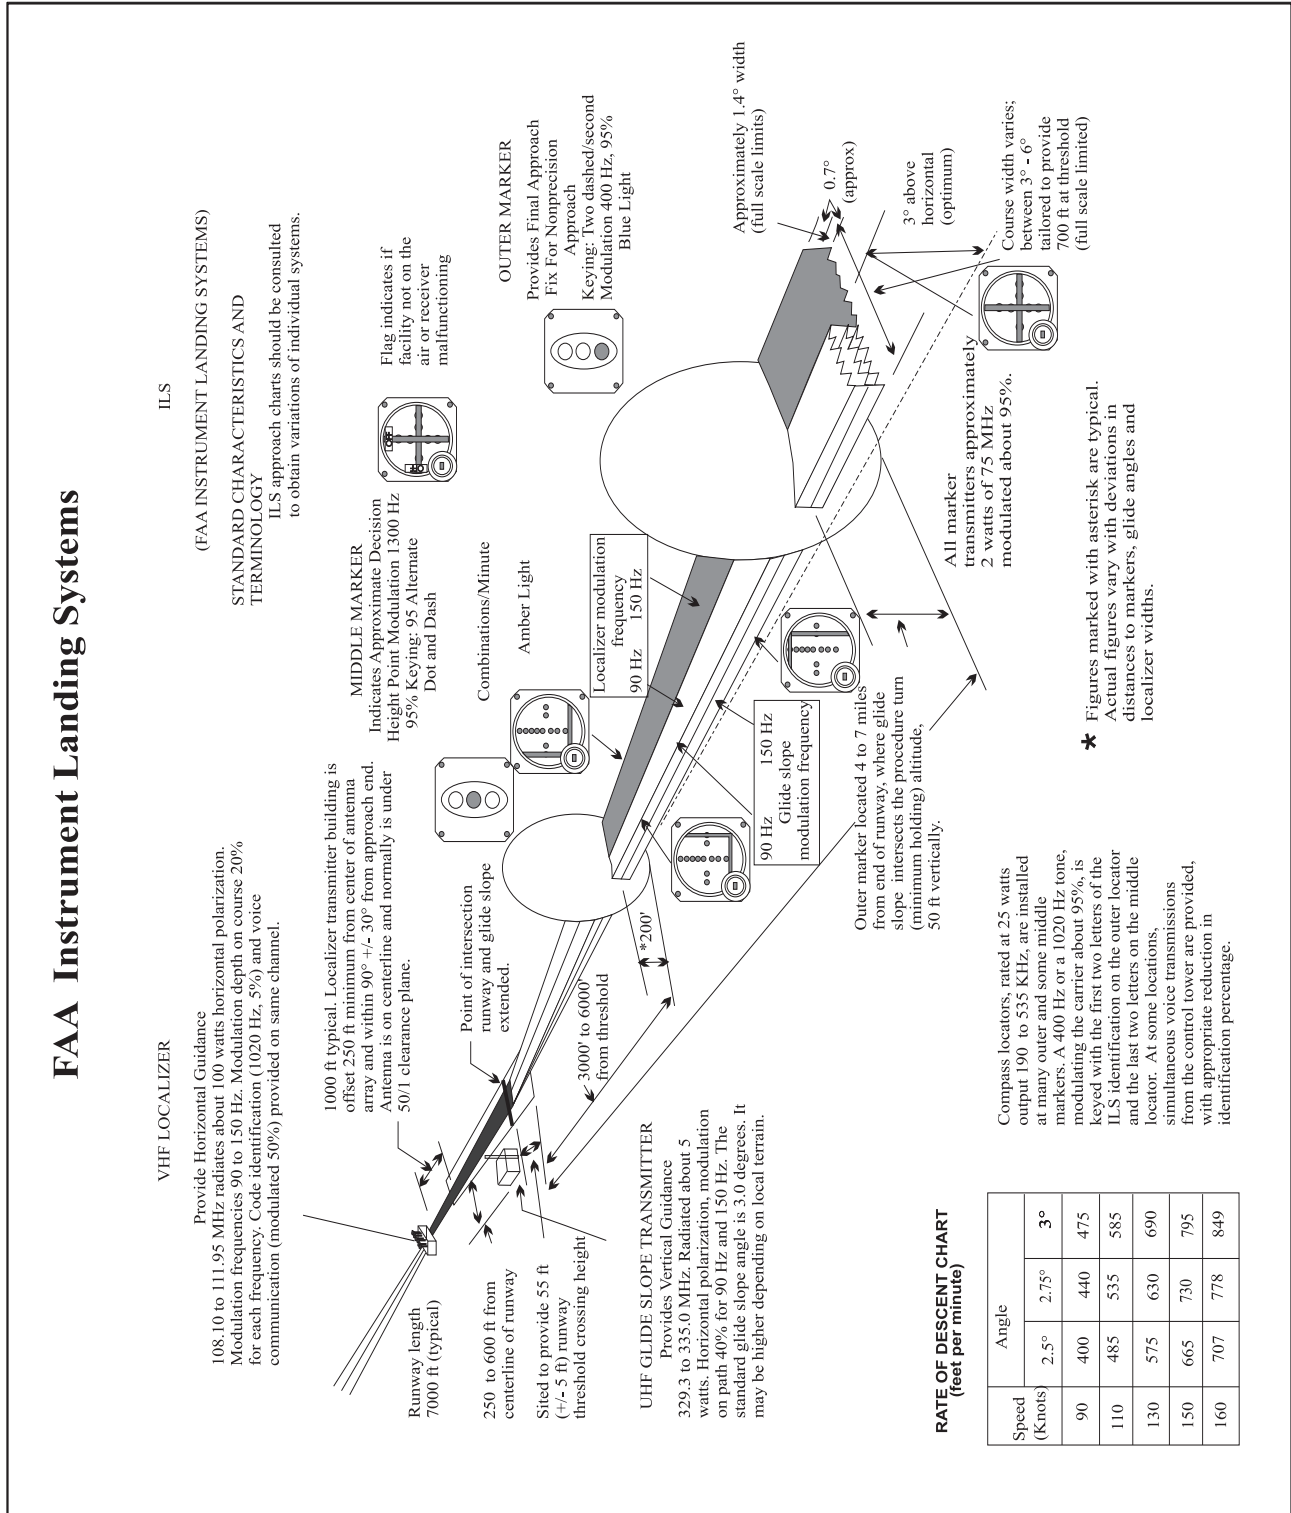 FAA Instrument Landing Systems
VHF LOCALIZER
Provide Horizontal Guidance
108.10 to 111.95 MHz radiates about 100 watts horizontal polarization.
Modulation frequencies 90 to 150 Hz. Modulation depth on course 20%
for each frequency. Code identification (1020 Hz, 5%) and voice
communication (modulated 50%) provided on same channel.
ILS
(FAA INSTRUMENT LANDING SYSTEMS)
STANDARD CHARACTERISTICS AND
TERMINOLOGY
ILS approach charts should be consulted
to obtain variations of individual systems.
1000 ft typical. Localizer transmitter building is
offset 250 ft minimum from center of antenna
array and within 90° +/- 30° from approach end.
Antenna is on centerline and normally is under
50/1 clearance plane.
MIDDLE MARKER
Indicates Approximate Decision
Height Point Modulation 1300 Hz
95% Keying: 95 Alternate
Dot and Dash
Combinations/Minute
Amber Light
OFF
OFF
Flag indicates if
facility not on the
air or receiver
malfunctioning
OUTER MARKER
Provides Final Approach
Fix For Nonprecision
Approach
Keying: Two dashed/second
Modulation 400 Hz, 95%
Blue Light
Point of intersection
runway and glide slope
extended.
Localizer modulation
frequency
90 Hz 150 Hz
Approximately 1.4° width
(full scale limits)
0.7°
(approx)
3° above
horizontal
(optimum)
Course width varies;
between 3° - 6°
tailored to provide
700 ft at threshold
(full scale limited)
Runway length
7000 ft (typical)
250 to 600 ft from
centerline of runway
Sited to provide 55 ft
(+/- 5 ft) runway
threshold crossing height
3000' to 6000'
from threshold
*200'
90 Hz 150 Hz
Glide slope
modulation frequency
All marker
transmitters approximately
2 watts of 75 MHz
modulated about 95%.
UHF GLIDE SLOPE TRANSMITTER
Provides Vertical Guidance
329.3 to 335.0 MHz. Radiated about 5
watts. Horizontal polarization, modulation
on path 40% for 90 Hz and 150 Hz. The
standard glide slope angle is 3.0 degrees. It
may be higher depending on local terrain.
Outer marker located 4 to 7 miles
from end of runway, where glide
slope intersects the procedure turn
(minimum holding) altitude,
50 ft vertically.
* Figures marked with asterisk are typical.
Actual figures vary with deviations in
distances to markers, glide angles and
localizer widths.
RATE OF DESCENT CHART
(feet per minute)
Speed
(Knots)
Angle
2.5° 2.75° 3°
90 400 440 475
110 485 535 585
130 575 630 690
150 665 730 795
160 707 778 849
Compass locators, rated at 25 watts
output 190 to 535 KHz, are installed
at many outer and some middle
markers. A 400 Hz or a 1020 Hz tone,
modulating the carrier about 95%, is
keyed with the first two letters of the
ILS identification on the outer locator
and the last two letters on the middle
locator. At some locations,
simultaneous voice transmissions
from the control tower are provided,
with appropriate reduction in
identification percentage.